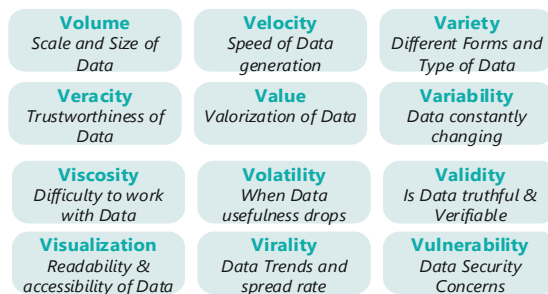 Volume
Scale and Size of
Data
Velocity
Speed of Data
generation
Variety
Different Forms and
Type of Data
Veracity
Trustworthiness of
Data
Value
Valorization of Data
Variability
Data constantly
changing
Viscosity
Difficulty to work
with Data
Volatility
When Data
usefulness drops
Validity
Is Data truthful &
Verifiable
Visualization
Readability &
accessibility of Data
Virality
Data Trends and
spread rate
Vulnerability
Data Security
Concerns